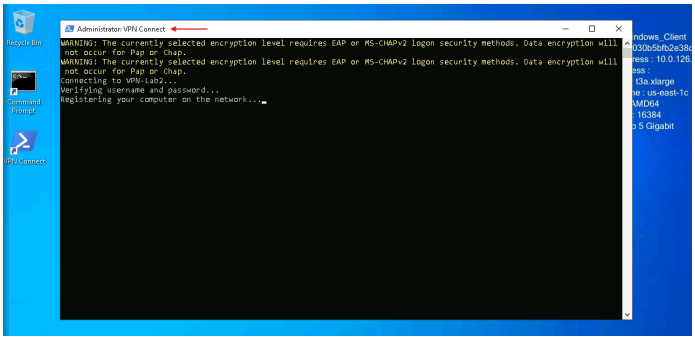 Recycle Bin
Command
Prompt
VPN Connect
Administrator: VPN Connect
WARNING: The currently selected encryption level requires EAP or MS-CHAPv2 logon security methods. Data encryption will
not occur for Pap or Chap.
WARNING: The currently selected encryption level requires EAP or MS-CHAPv2 logon security methods. Data encryption will
not occur for Pap or Chap.
Connecting to VPN-Lab2...
Verifying username and password...
Registering your computer on the network...
ndows_Client
030b5bfb2e38c
ress : 10.0.126.
ess :
: t3a.xlarge
ne : us-east-1c
AMD64
: 16384
o 5 Gigabit